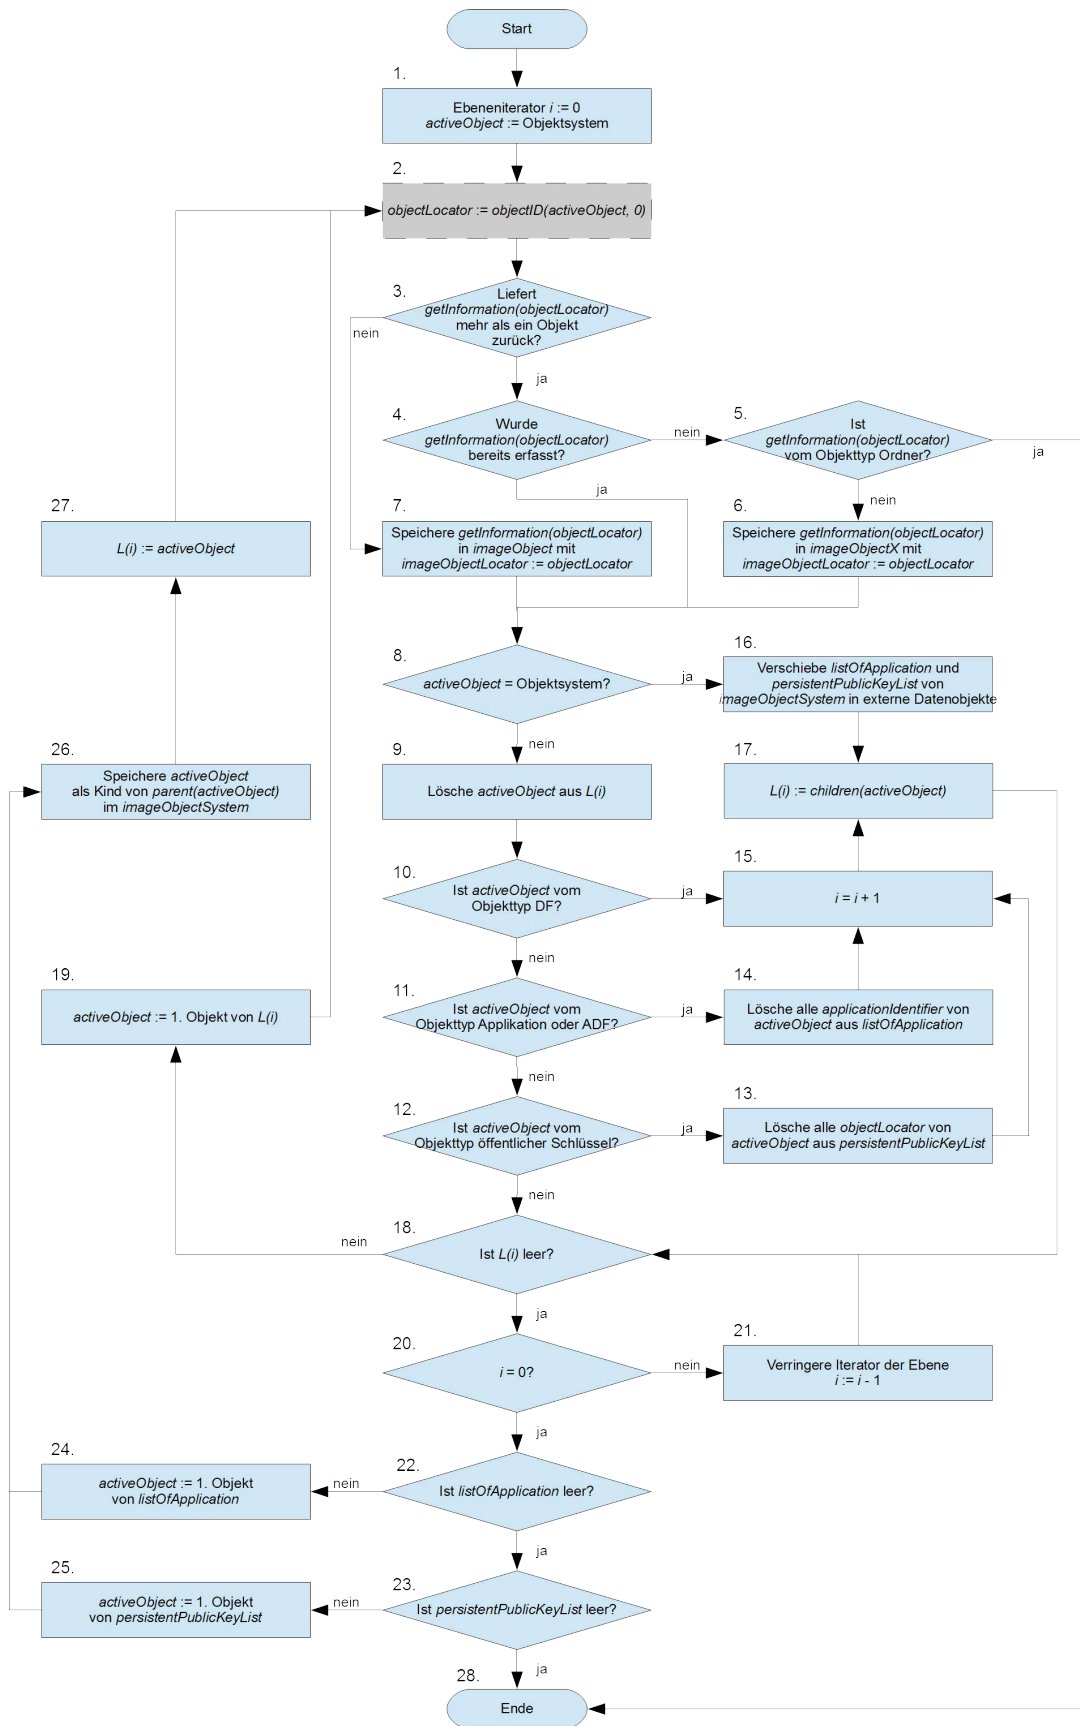 Start
1.
Ebeneniterator i := 0
activeObject := Objektsystem
2.
objectLocator := objectID(activeObject, 0)
3.
Liefert
getInformation(objectLocator)
mehr als ein Objekt
zurück?
nein
ja
4.
Wurde
getInformation(objectLocator)
bereits erfasst?
nein
ja
5.
Ist
getInformation(objectLocator)
vom Objekttyp Ordner?
ja
nein
27.
L(i) := activeObject
7.
Speichere getInformation(objectLocator)
in imageObject mit
imageObjectLocator := objectLocator
6.
Speichere getInformation(objectLocator)
in imageObjectX mit
imageObjectLocator := objectLocator
8.
activeObject = Objektsystem?
ja
nein
16.
Verschiebe listOfApplication und
persistentPublicKeyList von
imageObjectSystem in externe Datenobjekte
26.
Speichere activeObject
als Kind von parent(activeObject)
im imageObjectSystem
9.
Lösche activeObject aus L(i)
17.
L(i) := children(activeObject)
10.
Ist activeObject vom
Objekttyp DF?
ja
nein
15.
i = i + 1
19.
activeObject := 1. Objekt von L(i)
11.
Ist activeObject vom
Objekttyp Applikation oder ADF?
ja
nein
14.
Lösche alle applicationIdentifier von
activeObject aus listOfApplication
12.
Ist activeObject vom
Objekttyp öffentlicher Schlüssel?
ja
nein
13.
Lösche alle objectLocator von
activeObject aus persistentPublicKeyList
18.
nein
Ist L(i) leer?
ja
20.
i = 0?
nein
ja
21.
Verringere Iterator der Ebene
i := i - 1
24.
activeObject := 1. Objekt
von listOfApplication
nein
22.
Ist listOfApplication leer?
ja
25.
activeObject := 1. Objekt
von persistentPublicKeyList
nein
23.
Ist persistentPublicKeyList leer?
ja
28.
Ende